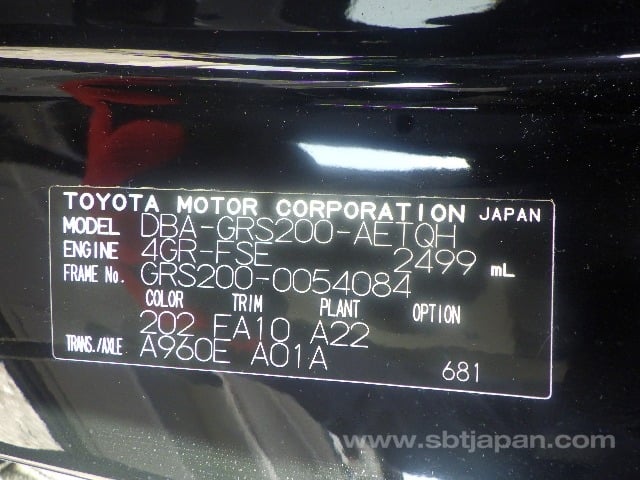 TOYOTA MOTOR CORPORATION JAPAN
MODEL DBA-GRS200-AETQH
ENGINE 4GR-FSE 2499 mL
FRAME No. GRS200-0054084
COLOR TRIM PLANT OPTION
202 FA10 A22
TRANS./AXLE A960E A01A
681
www.sbtjapan.com